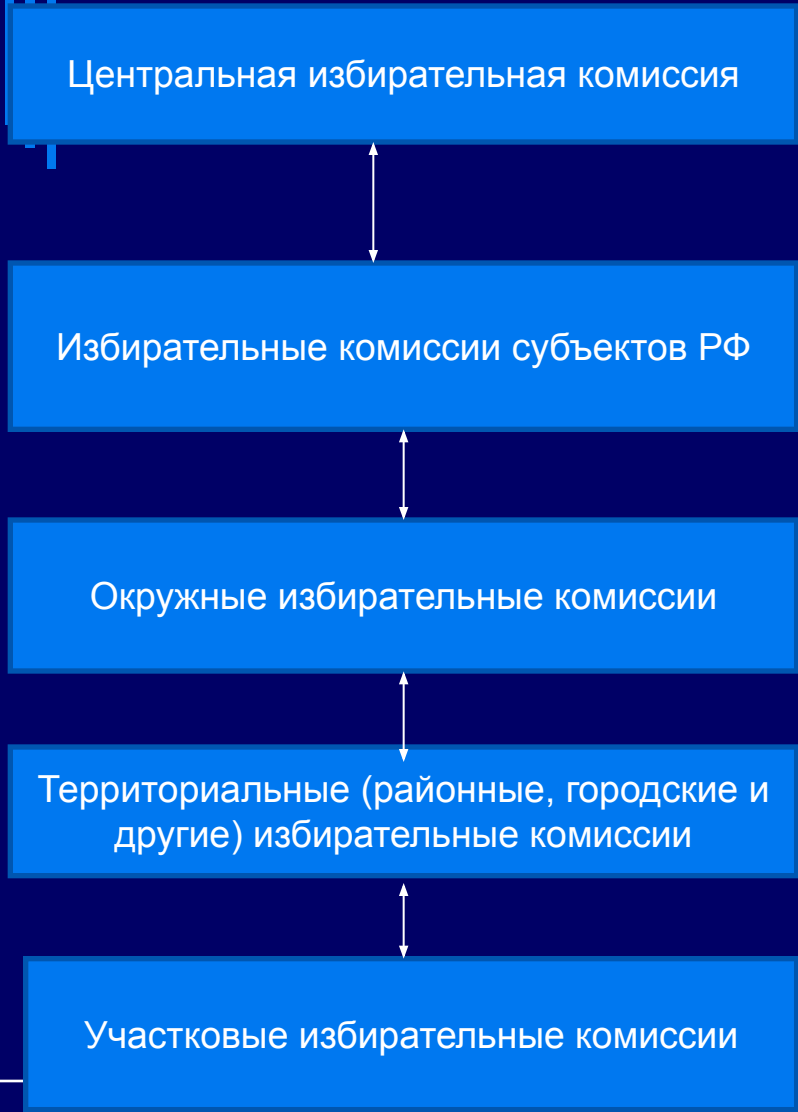 Центральная избирательная комиссия
Избирательные комиссии субъектов РФ
Окружные избирательные комиссии
Территориальные (районные, городские и
другие) избирательные комиссии
Участковые избирательные комиссии